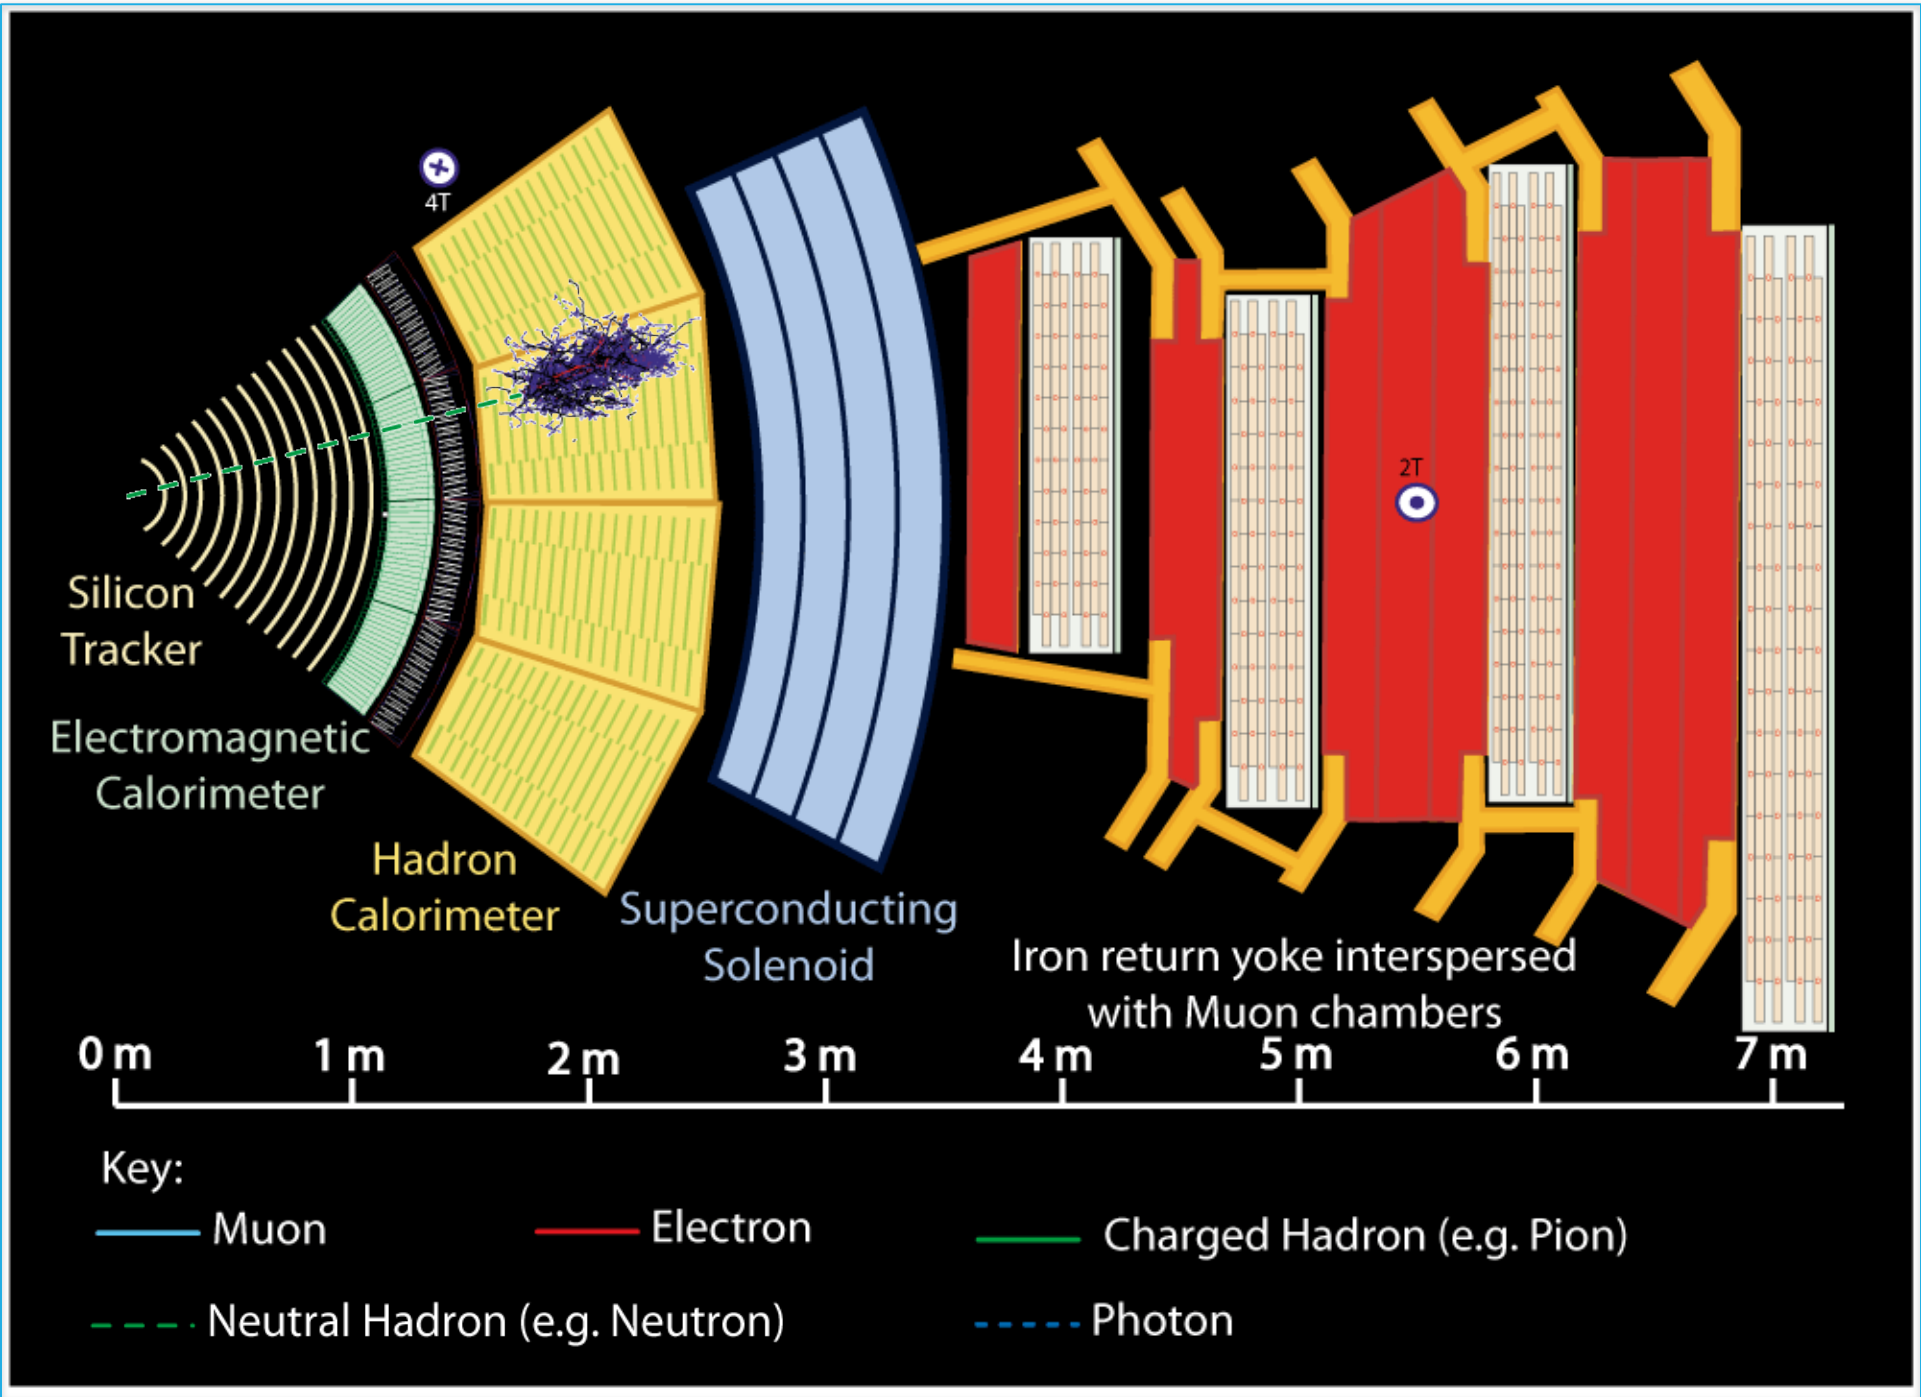 4T
2T
Silicon
Tracker
Electromagnetic
Calorimeter
Hadron
Calorimeter
Superconducting
Solenoid
Iron return yoke interspersed
with Muon chambers
0 m 1 m 2 m 3 m 4 m 5 m 6 m 7 m
Key:
Muon Electron Charged Hadron (e.g. Pion)
Neutral Hadron (e.g. Neutron) Photon